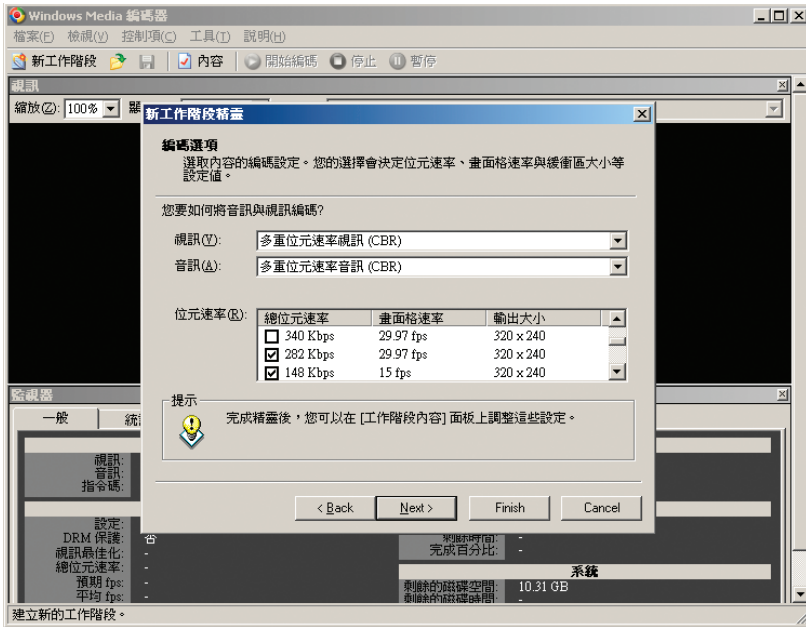 Windows Media 編碼器
檔案(F) 檢視(V) 控制項(C) 工具(T) 說明(H)
新工作階段 內容 開始編碼 停止 暫停
視訊
縮放(Z): 100%
新工作階段精靈
編碼選項
選取內容的編碼設定。您的選擇會決定位元速率、畫面格速率與緩衝區大小等
設定值。
您要如何將音訊與視訊編碼?
視訊(Y): 多重位元速率視訊 (CBR)
音訊(A): 多重位元速率音訊 (CBR)
位元速率(R): 總位元速率 畫面格速率 輸出大小
340 Kbps 29.97 fps 320 x 240
282 Kbps 29.97 fps 320 x 240
148 Kbps 15 fps 320 x 240
提示
完成精靈後，您可以在 [工作階段內容] 面板上調整這些設定。
< Back Next > Finish Cancel
監視器
一般
視訊:
音訊:
指令碼:
設定:
DRM 保護: 否
視訊最佳化: -
總位元速率: -
預期 fps: -
平均 fps: -
剩餘時間: -
完成百分比: -
系統
剩餘的磁碟空間: 10.31 GB
剩餘的磁碟時間: -
建立新的工作階段。